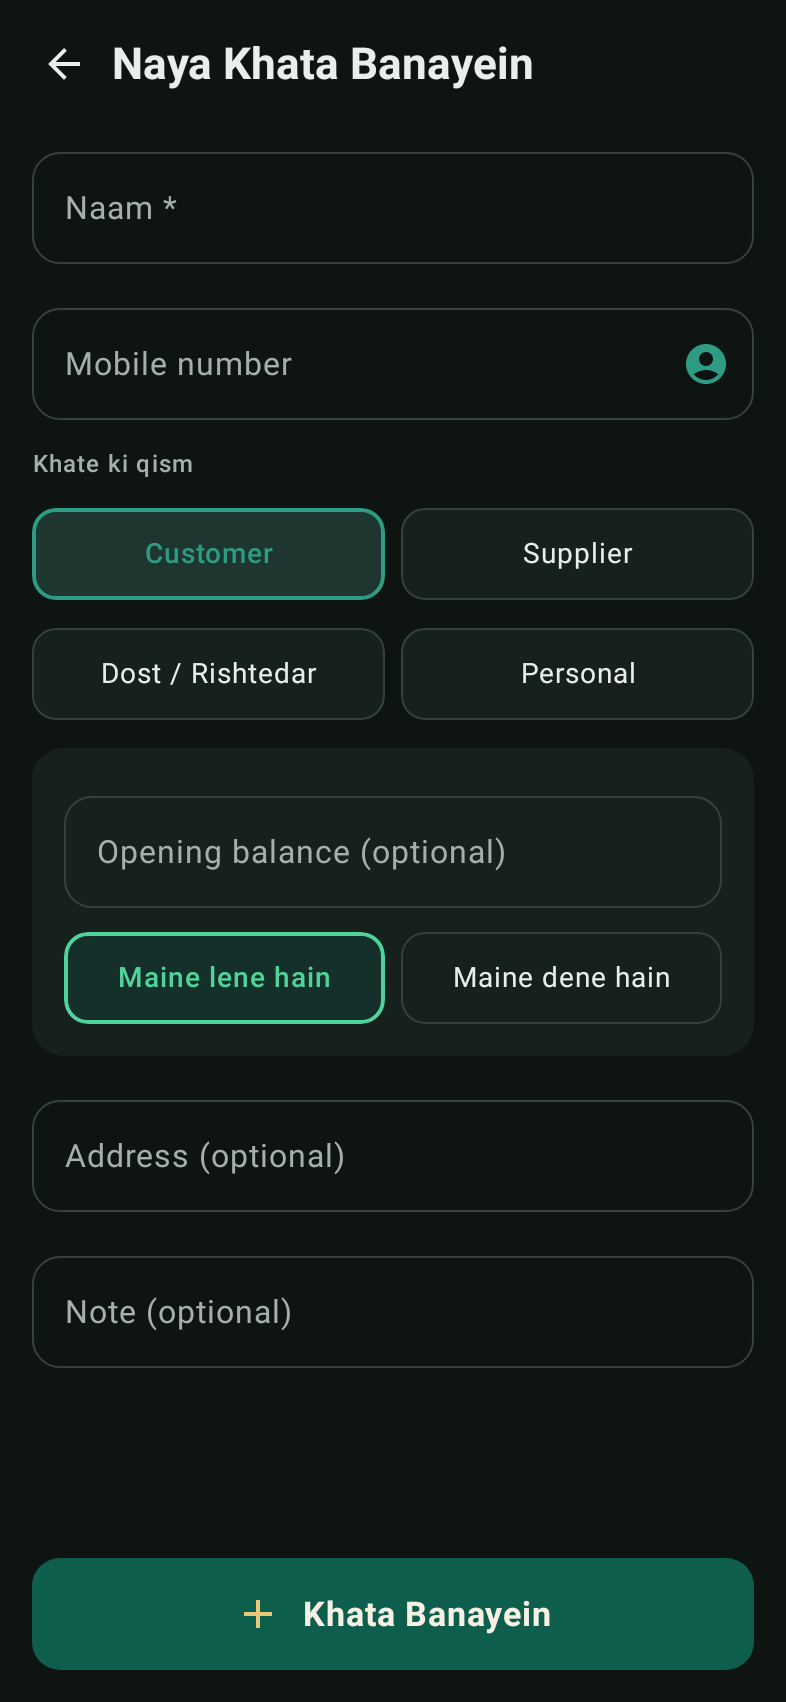 Naya Khata Banayein
Naam *
Mobile number
Khate ki qism
Customer
Supplier
Dost / Rishtedar
Personal
Opening balance (optional)
Maine lene hain
Maine dene hain
Address (optional)
Note (optional)
Khata Banayein